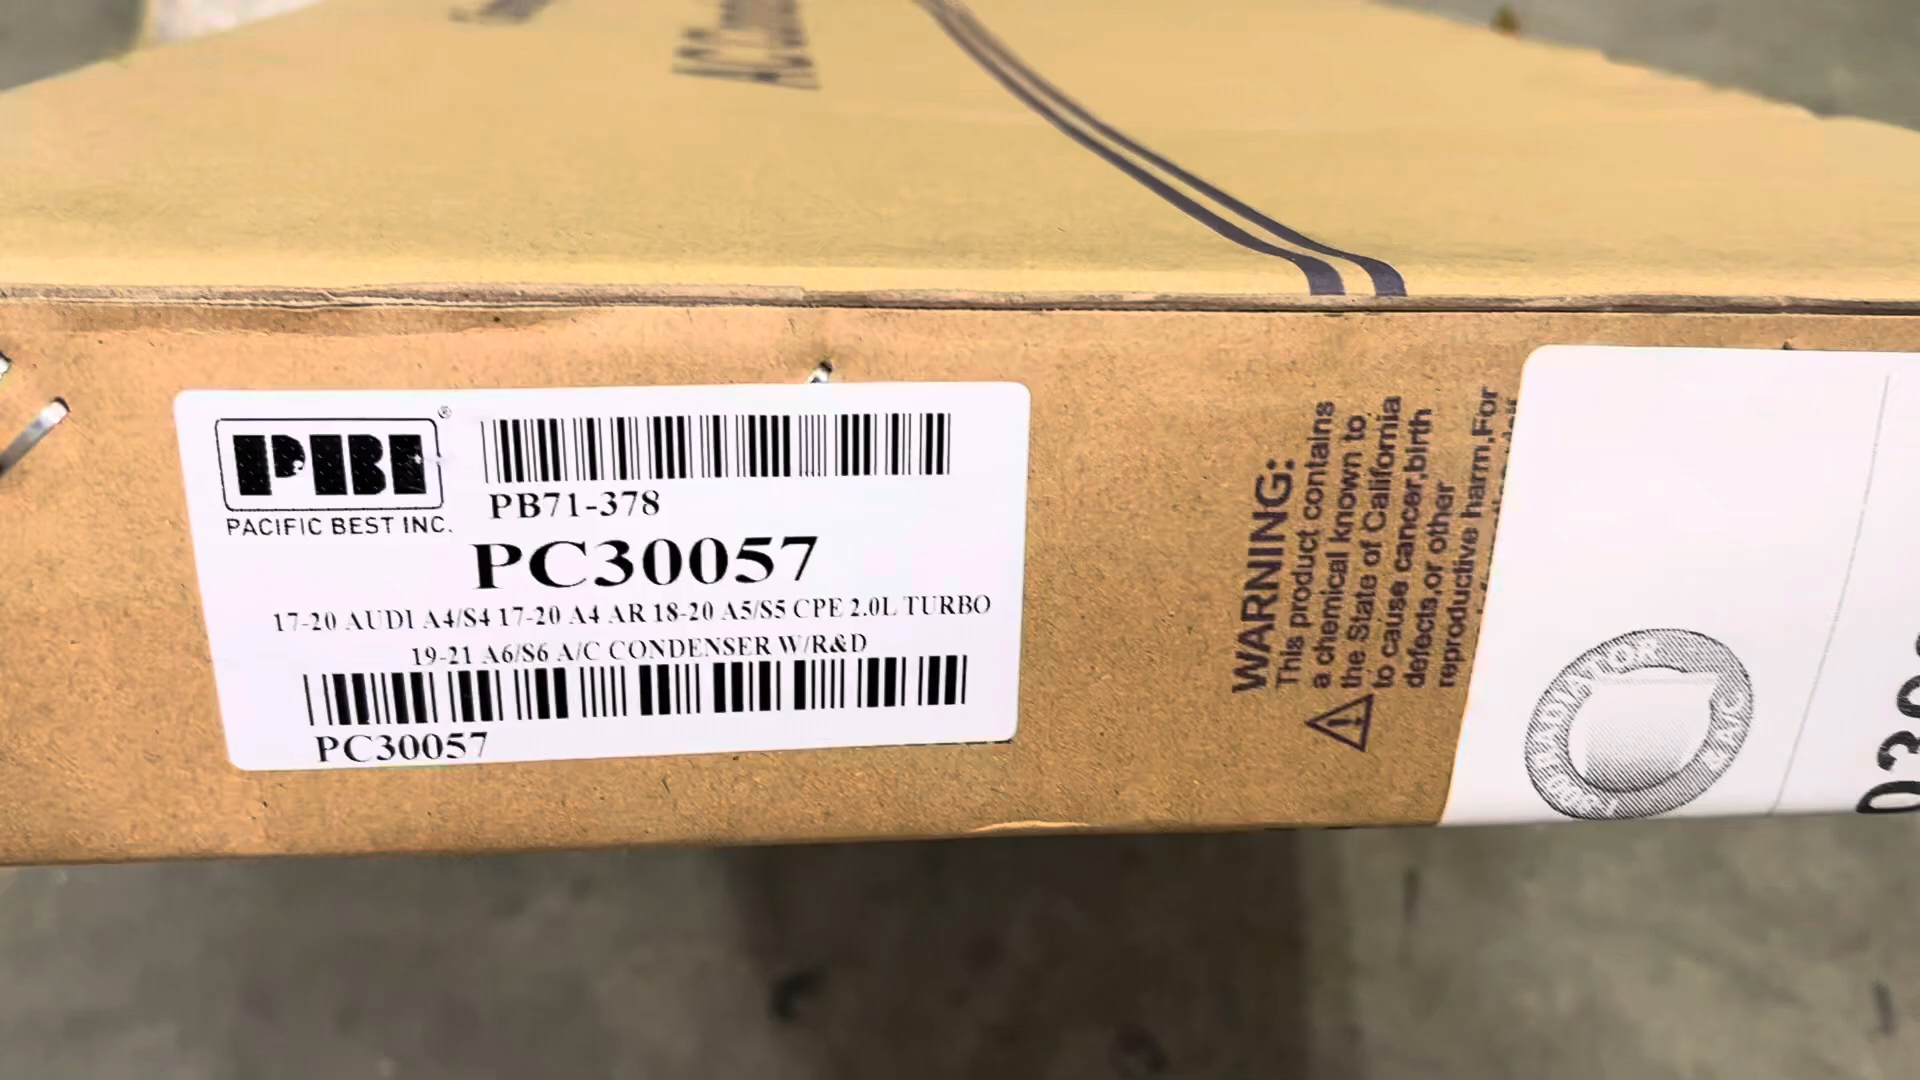 PBI ®
PACIFIC BEST INC.
PB71-378
PC30057
17-20 AUDI A4/S4 17-20 A4 AR 18-20 A5/S5 CPE 2.0L TURBO
19-21 A6/S6 A/C CONDENSER W/R&D
PC30057
WARNING:
This product contains
a chemical known to
the State of California
to cause cancer,birth
defects,or other
reproductive harm.For
RADIATOR
& A/C